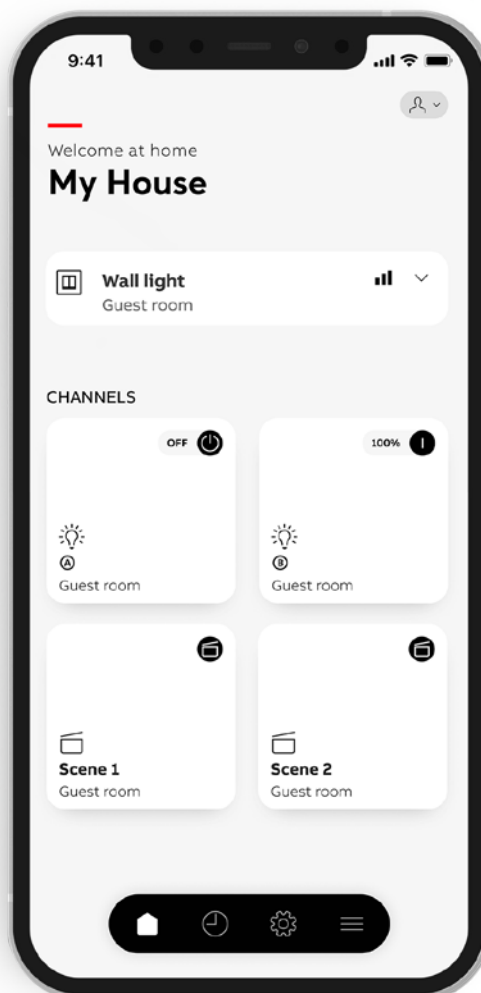 9:41
Welcome at home
My House
Wall light
Guest room
CHANNELS
OFF
100%
A
Guest room
B
Guest room
Scene 1
Guest room
Scene 2
Guest room